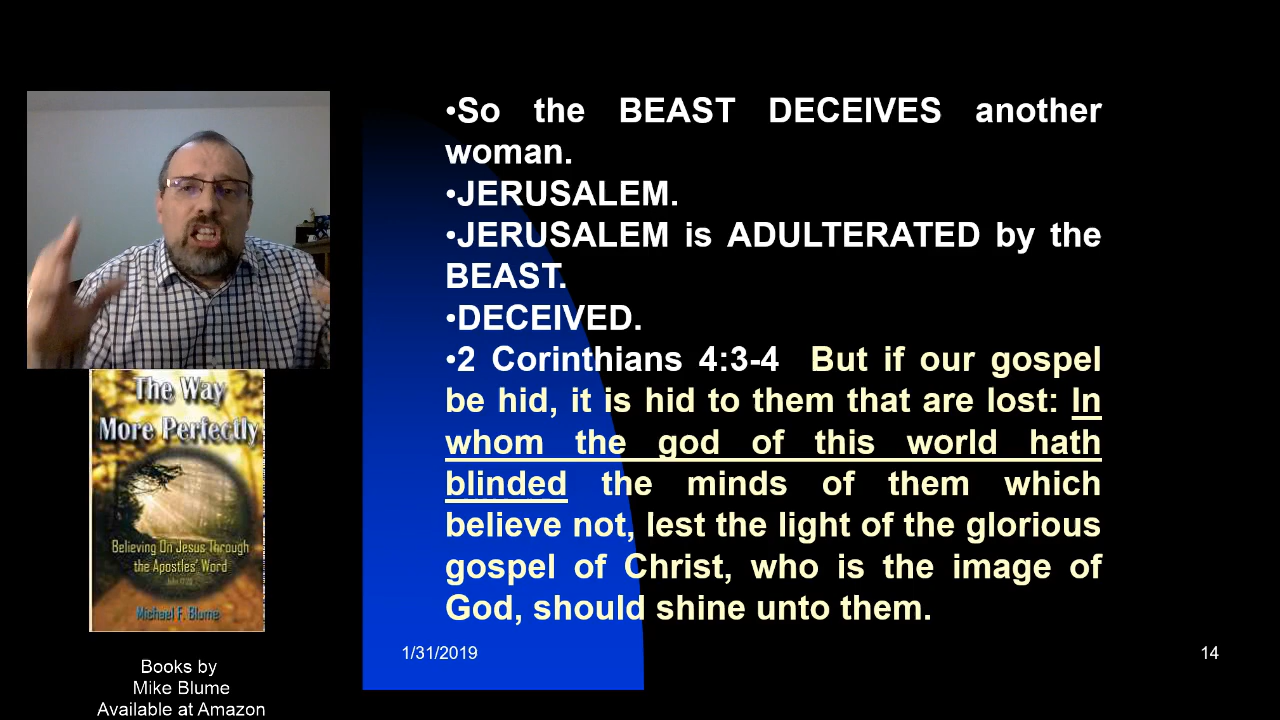 •So the BEAST DECEIVES another
woman.
•JERUSALEM.
•JERUSALEM is ADULTERATED by the
BEAST.
•DECEIVED.
•2 Corinthians 4:3-4 But if our gospel
be hid, it is hid to them that are lost: In
whom the god of this world hath
blinded the minds of them which
believe not, lest the light of the glorious
gospel of Christ, who is the image of
God, should shine unto them.
1/31/2019
14
The Way
More Perfectly
Believing On Jesus Through
the Apostles' Word
John 17:20
Michael F. Blume
Books by
Mike Blume
Available at Amazon